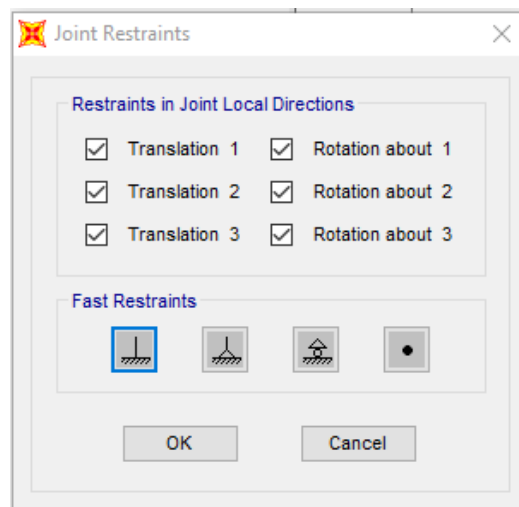 Joint Restraints
Restraints in Joint Local Directions
Translation 1 Rotation about 1
Translation 2 Rotation about 2
Translation 3 Rotation about 3
Fast Restraints
OK Cancel